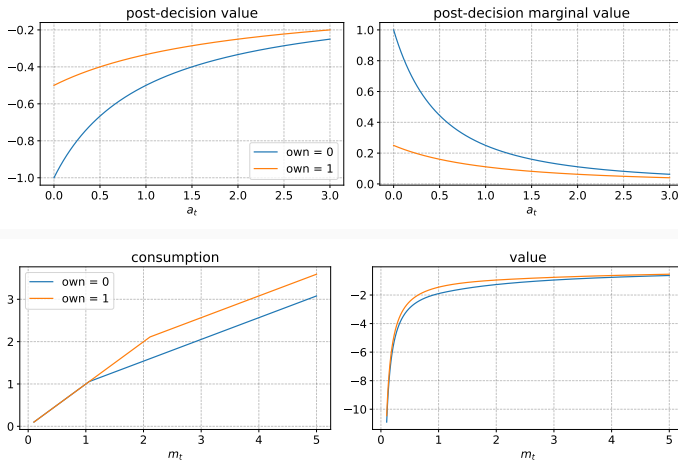 post-decision value
−0.2
−0.4
−0.6
−0.8
−1.0
0.0 0.5 1.0 1.5 2.0 2.5 3.0
a_t
own = 0
own = 1
post-decision marginal value
1.0
0.8
0.6
0.4
0.2
0.0
0.0 0.5 1.0 1.5 2.0 2.5 3.0
a_t
own = 0
own = 1
consumption
own = 0
own = 1
3
2
1
0
0 1 2 3 4 5
m_t
value
−2
−4
−6
−8
−10
0 1 2 3 4 5
m_t